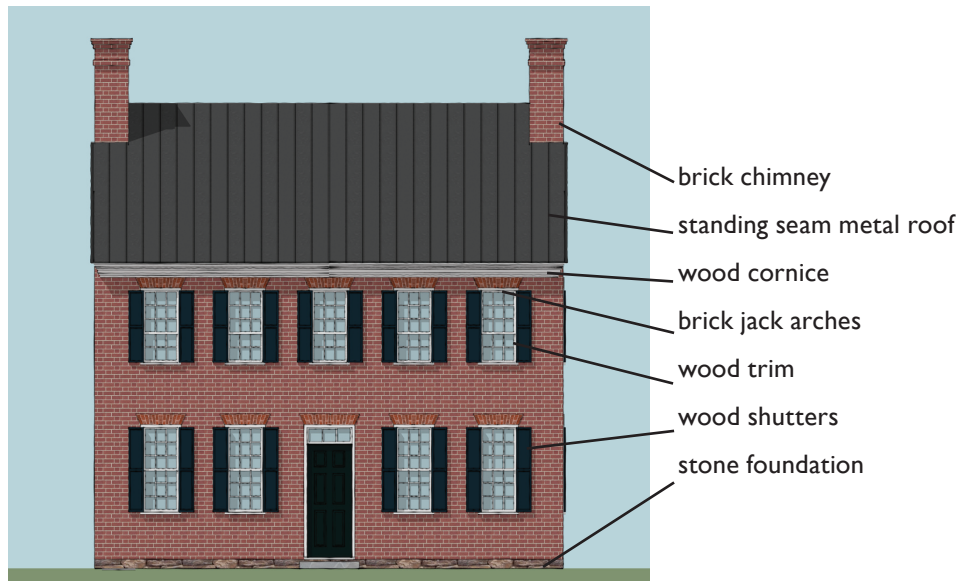 brick chimney
standing seam metal roof
wood cornice
brick jack arches
wood trim
wood shutters
stone foundation